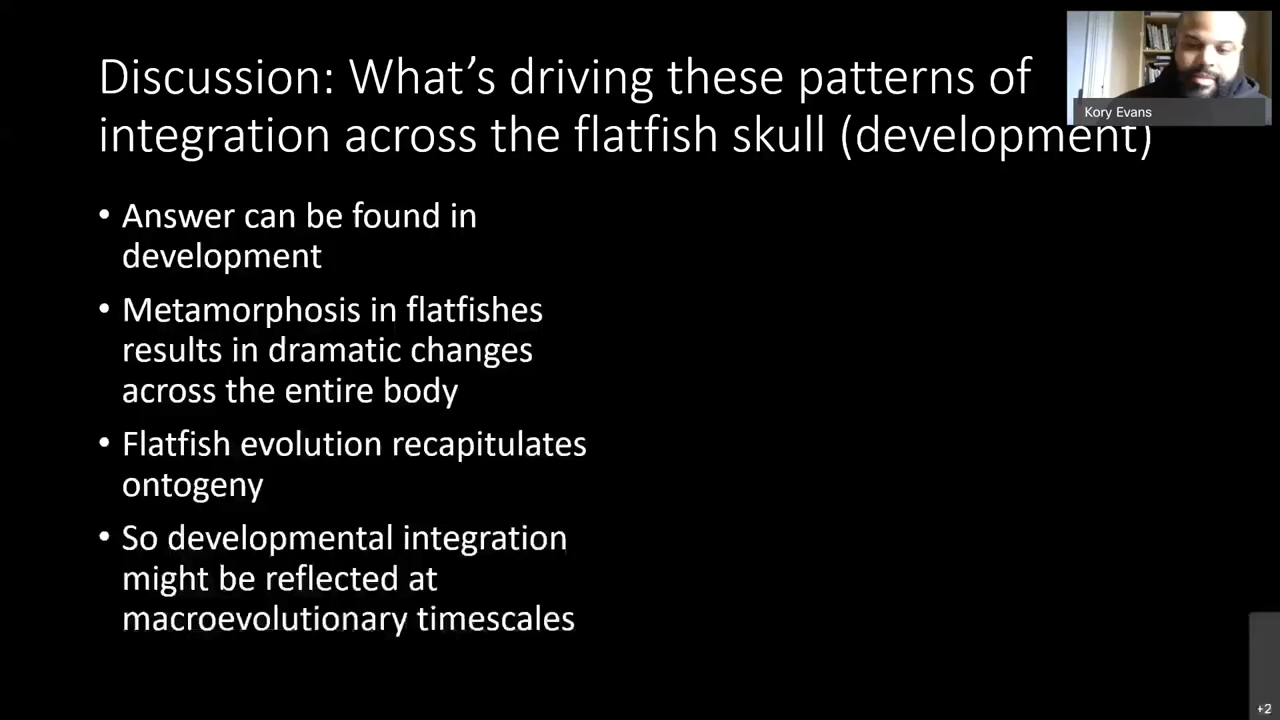 Discussion: What's driving these patterns of
integration across the flatfish skull (development)
Kory Evans
• Answer can be found in
development
• Metamorphosis in flatfishes
results in dramatic changes
across the entire body
• Flatfish evolution recapitulates
ontogeny
• So developmental integration
might be reflected at
macroevolutionary timescales
+2